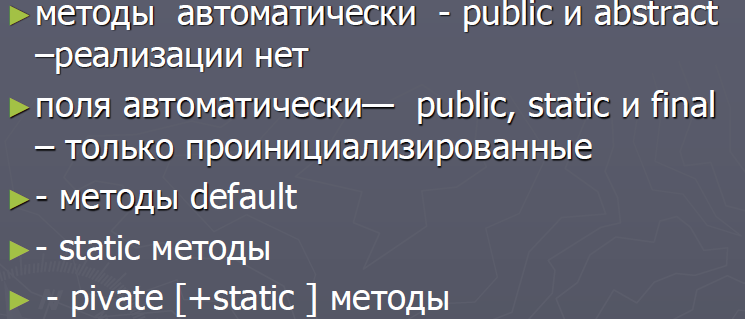 ►методы автоматически - public и abstract
–реализации нет
►поля автоматически— public, static и final
– только проинициализированные
►- методы default
►- static методы
► - pivate [+static ] методы